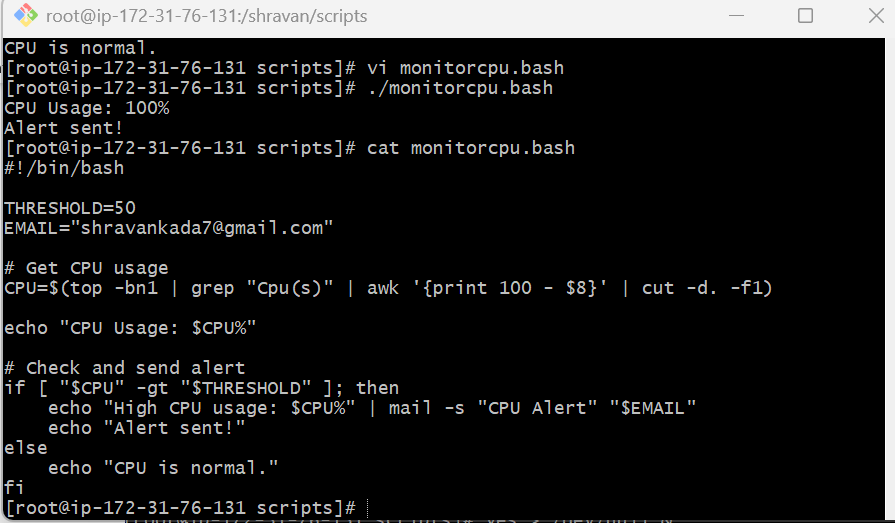 root@ip-172-31-76-131:/shravan/scripts
CPU is normal.
[root@ip-172-31-76-131 scripts]# vi monitorcpu.bash
[root@ip-172-31-76-131 scripts]# ./monitorcpu.bash
CPU Usage: 100%
Alert sent!
[root@ip-172-31-76-131 scripts]# cat monitorcpu.bash
#!/bin/bash
THRESHOLD=50
EMAIL="shravankada7@gmail.com"
# Get CPU usage
CPU=$(top -bn1 | grep "Cpu(s)" | awk '{print 100 - $8}' | cut -d. -f1)
echo "CPU Usage: $CPU%"
# Check and send alert
if [ "$CPU" -gt "$THRESHOLD" ]; then
    echo "High CPU usage: $CPU%" | mail -s "CPU Alert" "$EMAIL"
    echo "Alert sent!"
else
    echo "CPU is normal."
fi
[root@ip-172-31-76-131 scripts]#